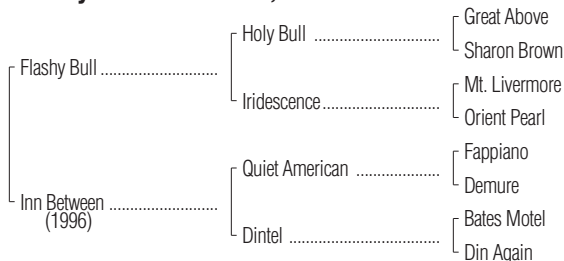 Great Above
Holy Bull
Sharon Brown
Flashy Bull
Mt. Livermore
Iridescence
Orient Pearl
Fappiano
Quiet American
Demure
Inn Between
(1996)
Bates Motel
Dintel
Din Again